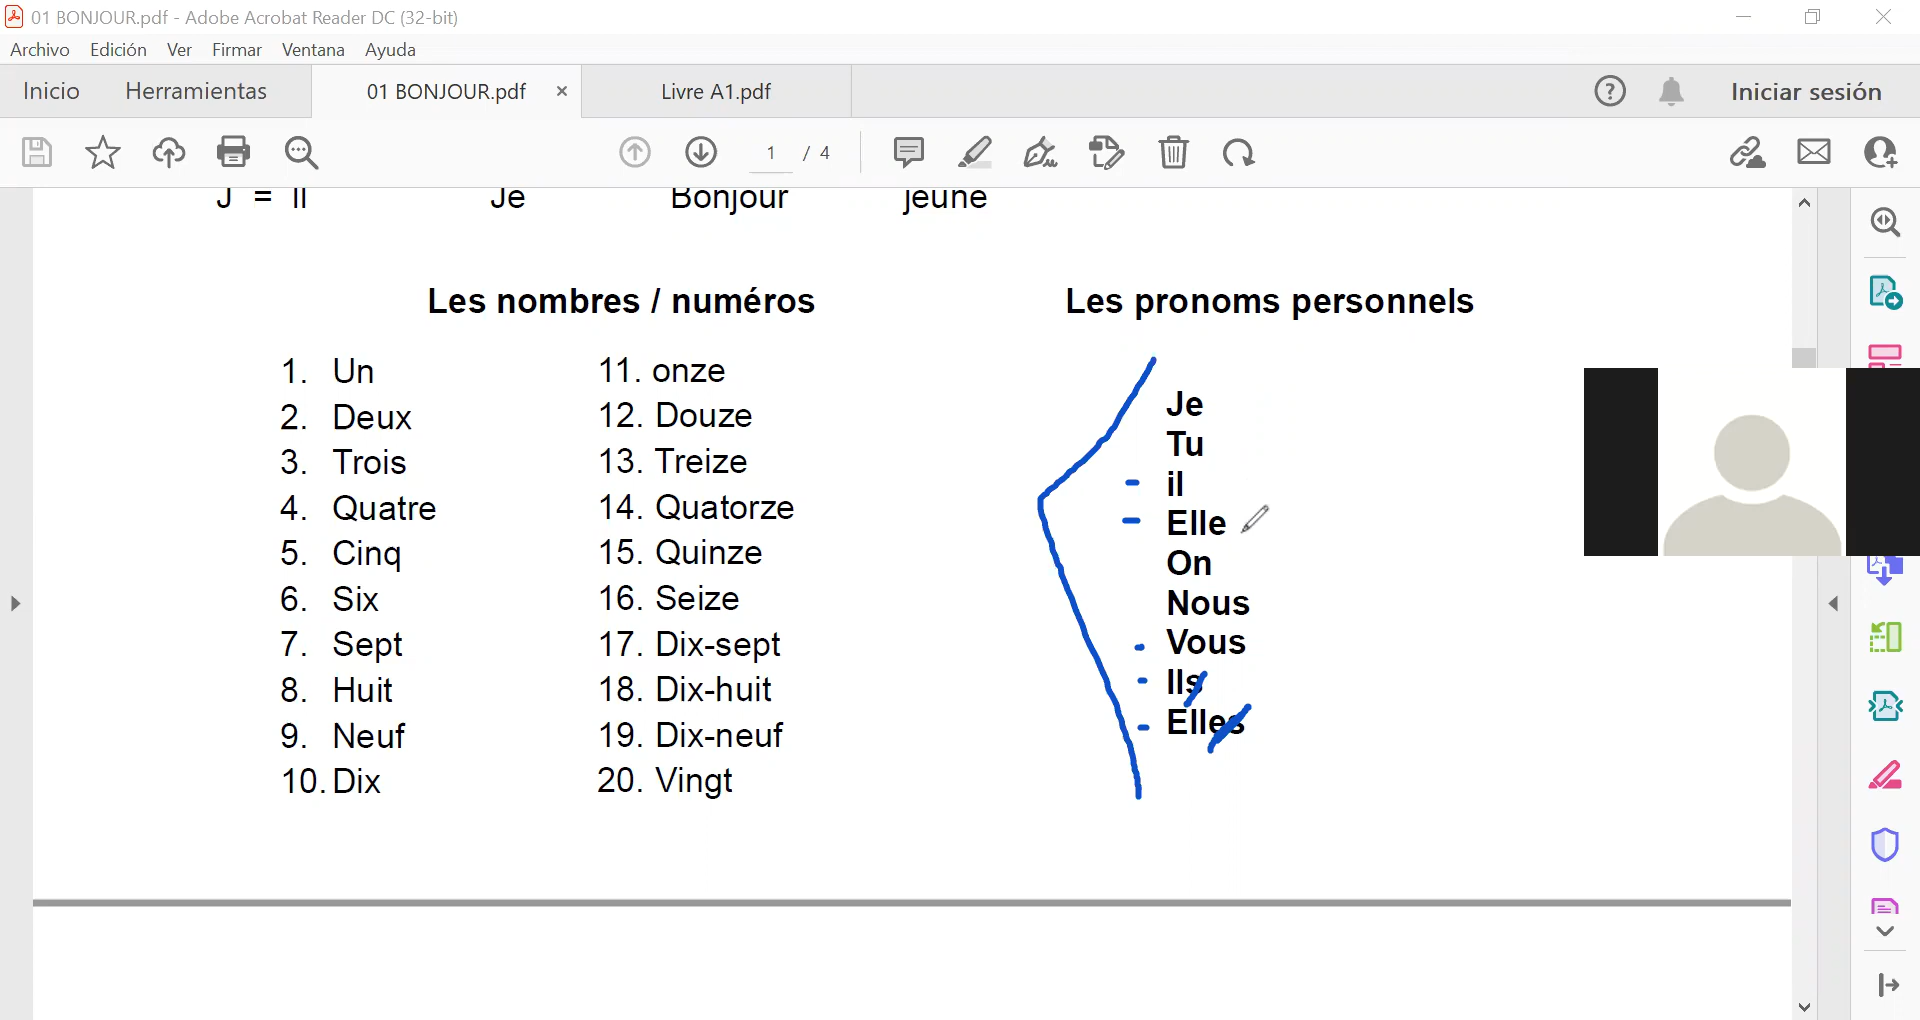 01 BONJOUR.pdf - Adobe Acrobat Reader DC (32-bit)
Archivo Edición Ver Firmar Ventana Ayuda
Inicio Herramientas 01 BONJOUR.pdf × Livre A1.pdf Iniciar sesión
1 / 4
Je Bonjour jeune
Les nombres / numéros
1. Un
2. Deux
3. Trois
4. Quatre
5. Cinq
6. Six
7. Sept
8. Huit
9. Neuf
10. Dix
11. onze
12. Douze
13. Treize
14. Quatorze
15. Quinze
16. Seize
17. Dix-sept
18. Dix-huit
19. Dix-neuf
20. Vingt
Les pronoms personnels
Je
Tu
il
Elle
On
Nous
Vous
Ils
Elles